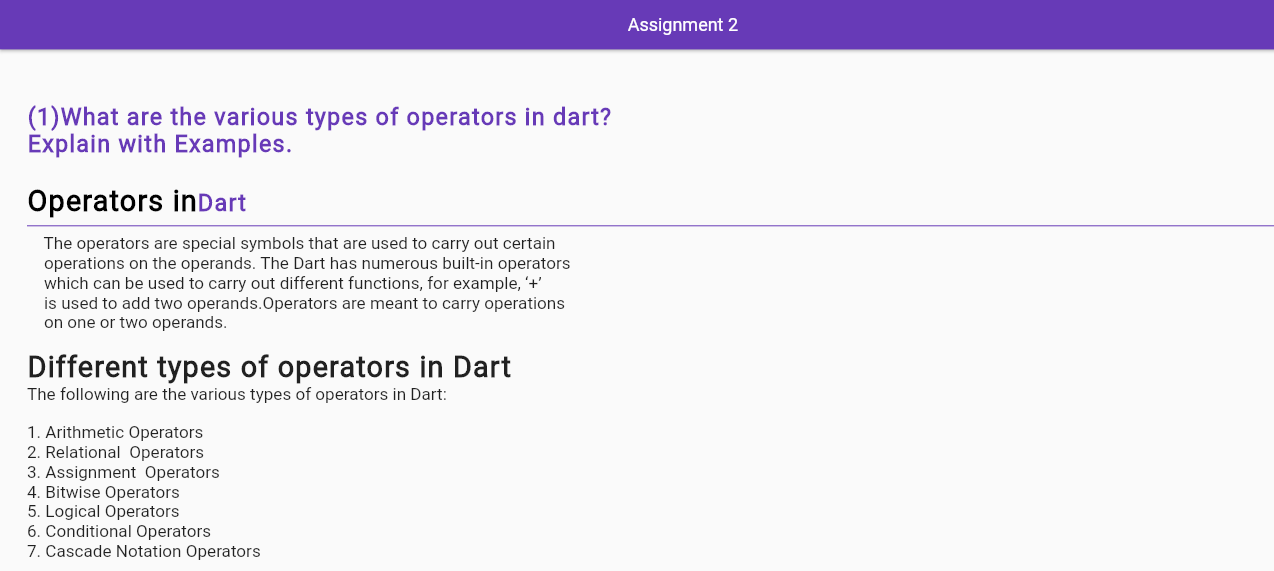 Assignment 2
(1)What are the various types of operators in dart?
Explain with Examples.
Operators inDart
The operators are special symbols that are used to carry out certain
operations on the operands. The Dart has numerous built-in operators
which can be used to carry out different functions, for example, ‘+’
is used to add two operands.Operators are meant to carry operations
on one or two operands.
Different types of operators in Dart
The following are the various types of operators in Dart:
1. Arithmetic Operators
2. Relational  Operators
3. Assignment  Operators
4. Bitwise Operators
5. Logical Operators
6. Conditional Operators
7. Cascade Notation Operators